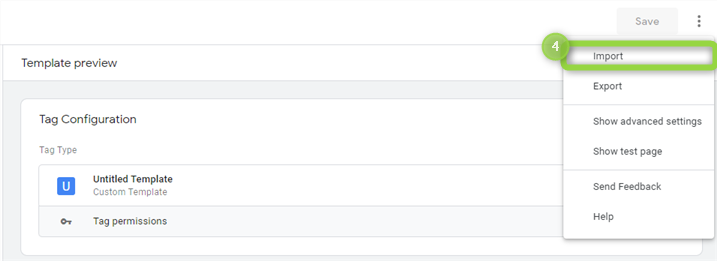 Save
4
Import
Template preview
Export
Tag Configuration
Show advanced settings
Tag Type
Show test page
U
Untitled Template
Custom Template
Send Feedback
Tag permissions
Help